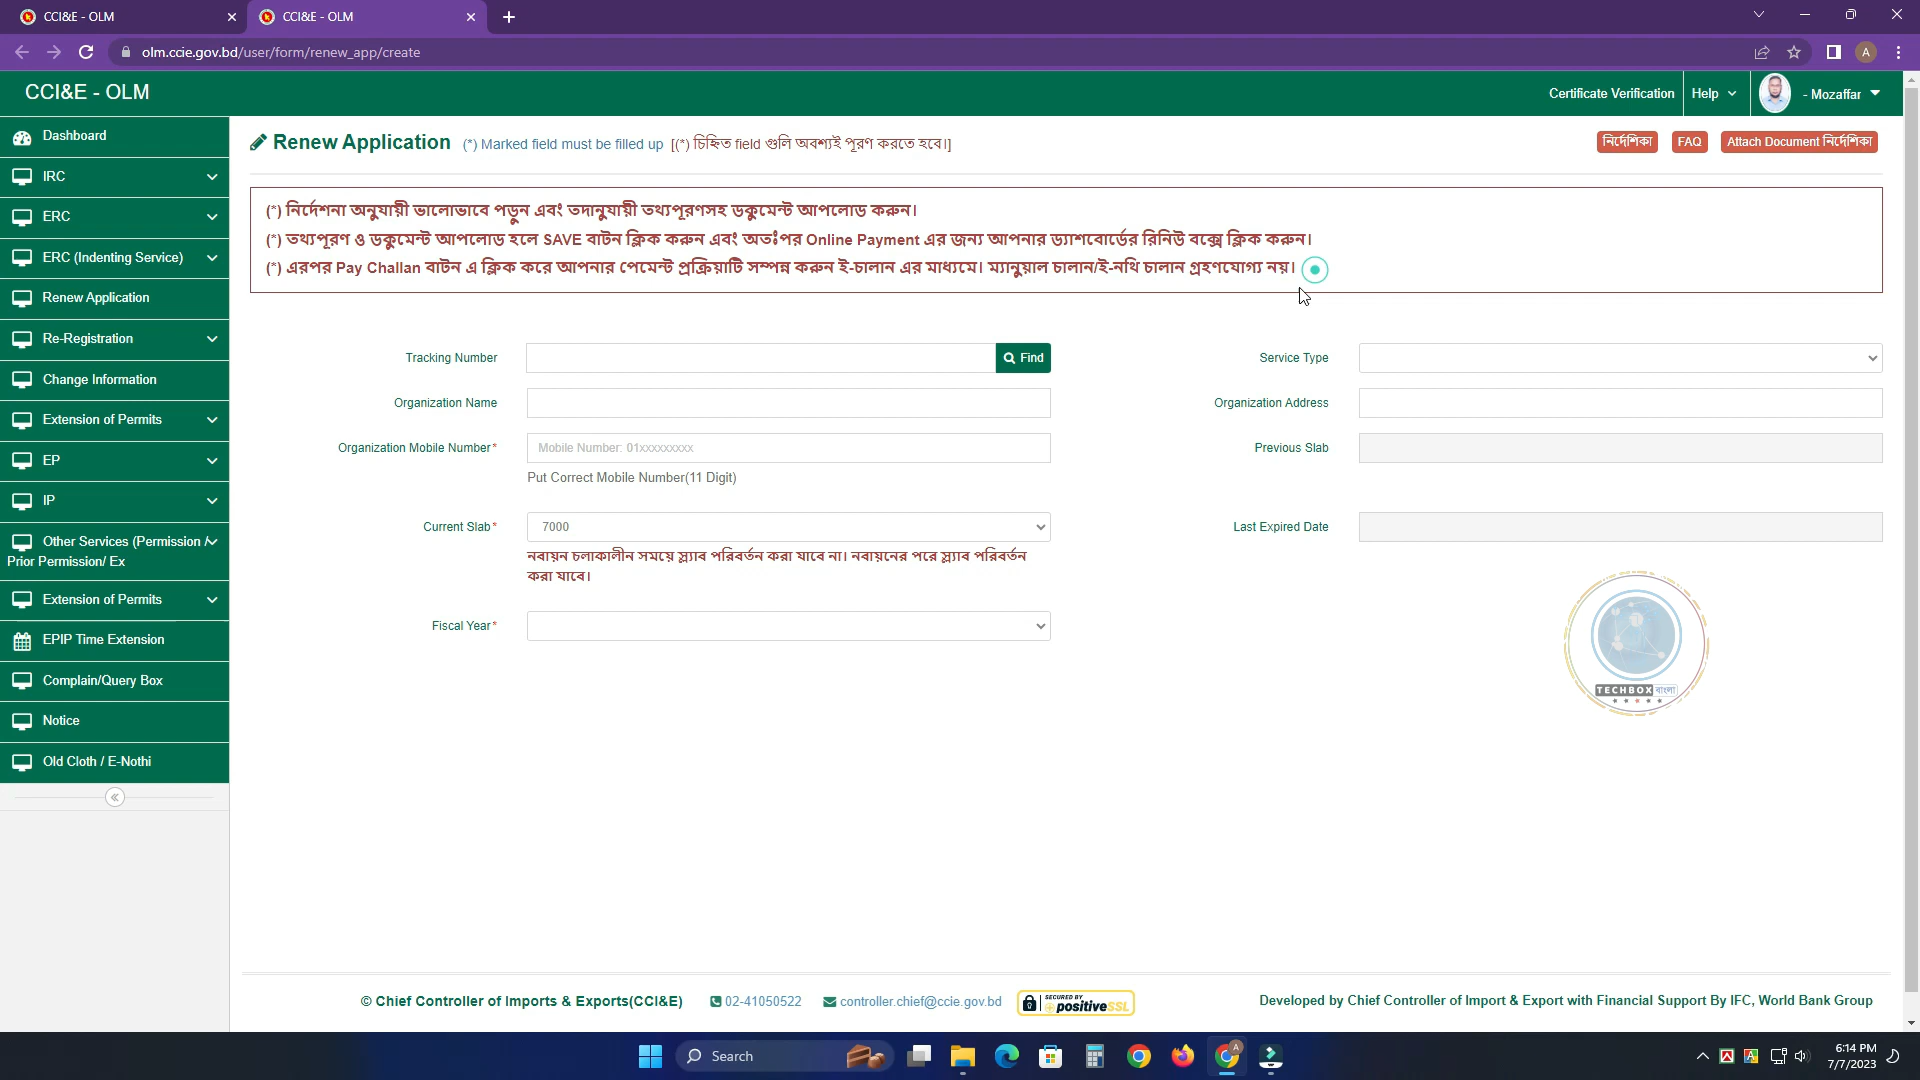 CCI&E - OLM
CCI&E - OLM
olm.ccie.gov.bd/user/form/renew_app/create
A
CCI&E - OLM
Certificate Verification
Help
- Mozaffar
Dashboard
IRC
ERC
ERC (Indenting Service)
Renew Application
Re-Registration
Change Information
Extension of Permits
EP
IP
Other Services (Permission /
Prior Permission/ Ex
Extension of Permits
EPIP Time Extension
Complain/Query Box
Notice
Old Cloth / E-Nothi
Renew Application (*) Marked field must be filled up [(*) চিহ্নিত field গুলি অবশ্যই পূরণ করতে হবে।]
নির্দেশিকা
FAQ
Attach Document নির্দেশিকা
(*) নির্দেশনা অনুযায়ী ভালোভাবে পড়ুন এবং তদানুযায়ী তথ্যপূরণসহ ডকুমেন্ট আপলোড করুন।
(*) তথ্যপূরণ ও ডকুমেন্ট আপলোড হলে SAVE বাটন ক্লিক করুন এবং অতঃপর Online Payment এর জন্য আপনার ড্যাশবোর্ডের রিনিউ বক্সে ক্লিক করুন।
(*) এরপর Pay Challan বাটন এ ক্লিক করে আপনার পেমেন্ট প্রক্রিয়াটি সম্পন্ন করুন ই-চালান এর মাধ্যমে। ম্যানুয়াল চালান/ই-নথি চালান গ্রহণযোগ্য নয়।
Tracking Number
Find
Service Type
Organization Name
Organization Address
Organization Mobile Number*
Mobile Number: 01xxxxxxxxx
Previous Slab
Put Correct Mobile Number(11 Digit)
Current Slab*
7000
Last Expired Date
নবায়ন চলাকালীন সময়ে স্ল্যাব পরিবর্তন করা যাবে না। নবায়নের পরে স্ল্যাব পরিবর্তন
করা যাবে।
Fiscal Year*
TECHBOX বাংলা
© Chief Controller of Imports & Exports(CCI&E)
02-41050522
controller.chief@ccie.gov.bd
SECURED BY
positiveSSL
Developed by Chief Controller of Import & Export with Financial Support By IFC, World Bank Group
Search
A
6:14 PM
7/7/2023